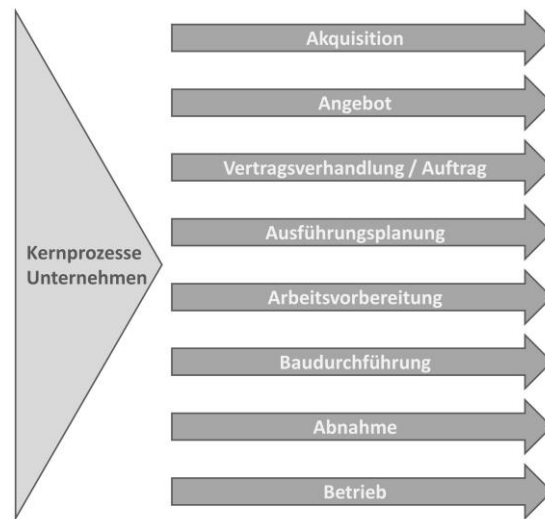 Akquisition
Angebot
Vertragsverhandlung / Auftrag
Ausführungsplanung
Kernprozesse
Unternehmen
Arbeitsvorbereitung
Baudurchführung
Abnahme
Betrieb